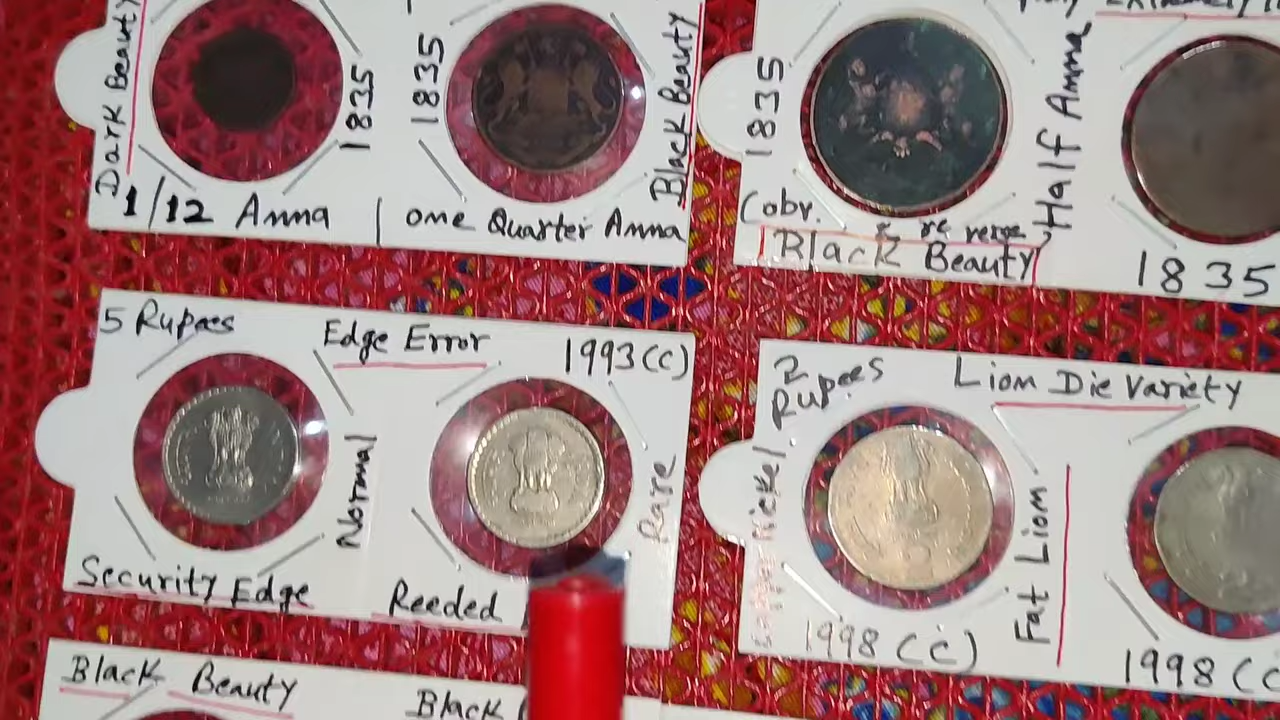 Dark Beauty
1835
1/12 Anna
1835
Black Beauty
one Quarter Anna
1835
Half Anna
(obv.
reverse)
Black Beauty
1835
5 Rupees
Edge Error
1993(C)
Normal
Rare
Security Edge
Reeded
2
Rupees
Lion Die Variety
Fat Lion
1998 (C)
1998 (C
Black Beauty
Black